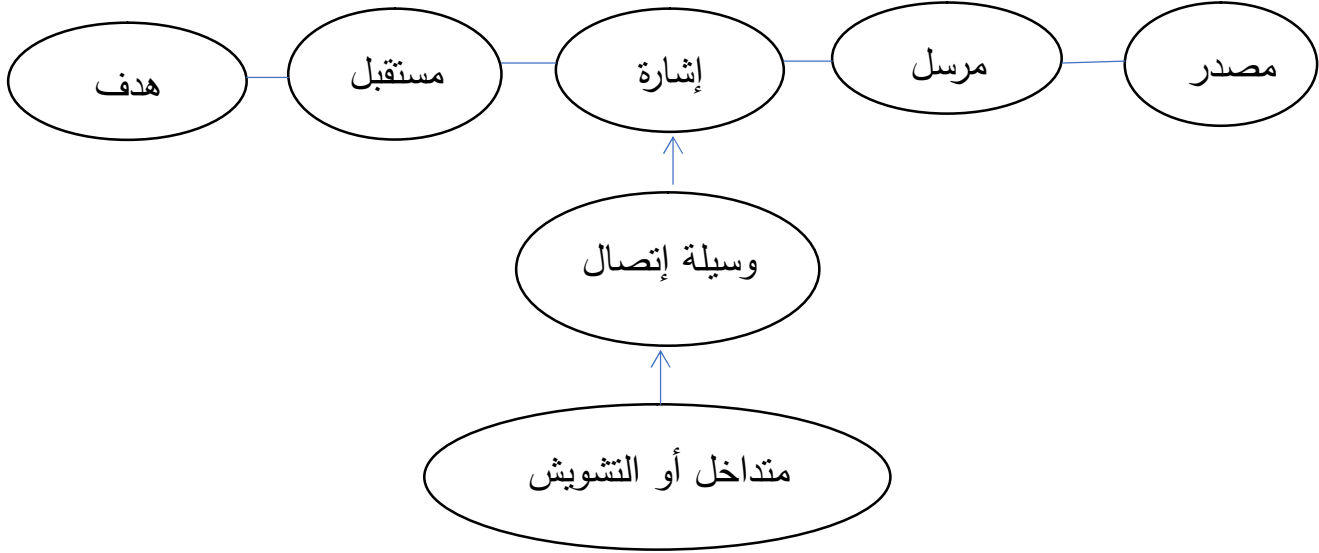 مصدر
مرسل
إشارة
مستقبل
هدف
وسيلة إتصال
متداخل أو التشويش